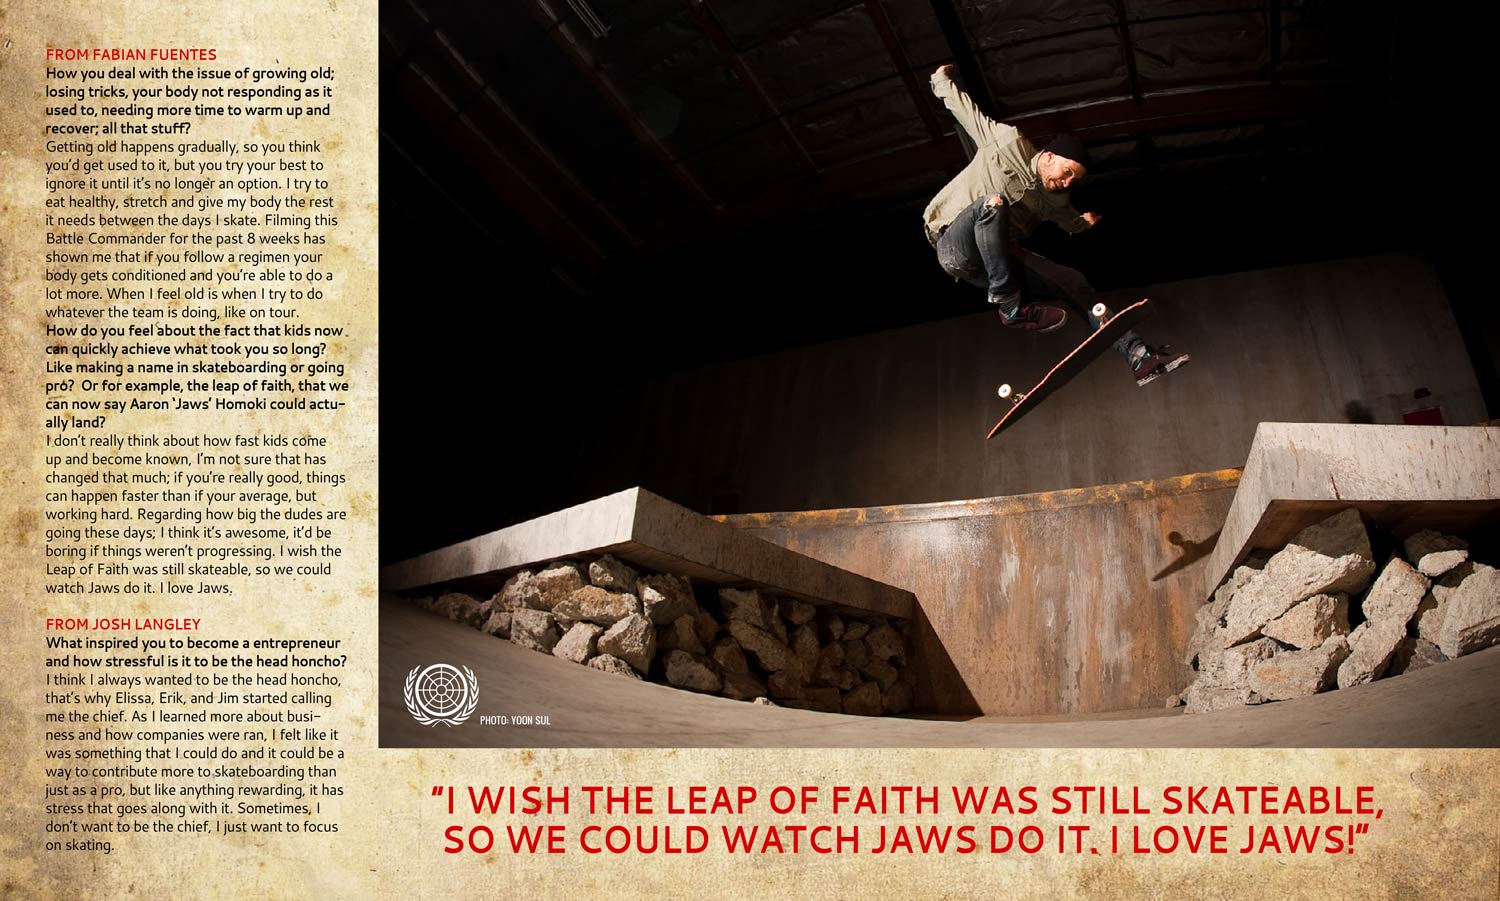 FROM FABIAN FUENTES
How you deal with the issue of growing old;
losing tricks, your body not responding as it
used to, needing more time to warm up and
recover; all that stuff?
Getting old happens gradually, so you think
you'd get used to it, but you try your best to
ignore it until it's no longer an option. I try to
eat healthy, stretch and give my body the rest
it needs between the days I skate. Filming this
Battle Commander for the past 8 weeks has
shown me that if you follow a regimen your
body gets conditioned and you're able to do a
lot more. When I feel old is when I try to do
whatever the team is doing, like on tour.
How do you feel about the fact that kids now
can quickly achieve what took you so long?
Like making a name in skateboarding or going
pro? Or for example, the leap of faith, that we
can now say Aaron 'Jaws' Homoki could actu-
ally land?
I don't really think about how fast kids come
up and become known, I'm not sure that has
changed that much; if you're really good, things
can happen faster than if your average, but
working hard. Regarding how big the dudes are
going these days; I think it's awesome, it'd be
boring if things weren't progressing. I wish the
Leap of Faith was still skateable, so we could
watch Jaws do it. I love Jaws.
FROM JOSH LANGLEY
What inspired you to become a entrepreneur
and how stressful is it to be the head honcho?
I think I always wanted to be the head honcho,
that's why Elissa, Erik, and Jim started calling
me the chief. As I learned more about busi-
ness and how companies were ran, I felt like it
was something that I could do and it could be a
way to contribute more to skateboarding than
just as a pro, but like anything rewarding, it has
stress that goes along with it. Sometimes, I
don't want to be the chief, I just want to focus
on skating.
PHOTO: YOON SUL
"I WISH THE LEAP OF FAITH WAS STILL SKATEABLE,
SO WE COULD WATCH JAWS DO IT. I LOVE JAWS!"